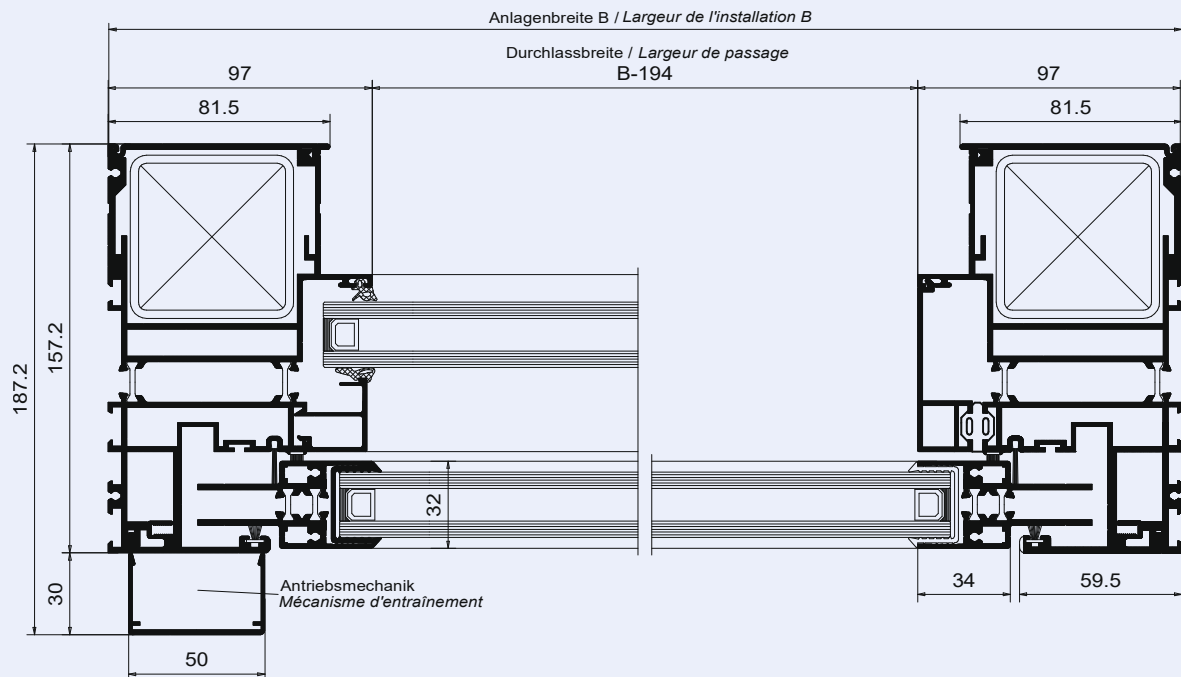 Anlagenbreite B / Largeur de l'installation B
Durchlassbreite / Largeur de passage
97
B-194
97
81.5
81.5
187.2
157.2
32
30
Antriebsmechanik
Mécanisme d'entraînement
34
59.5
50